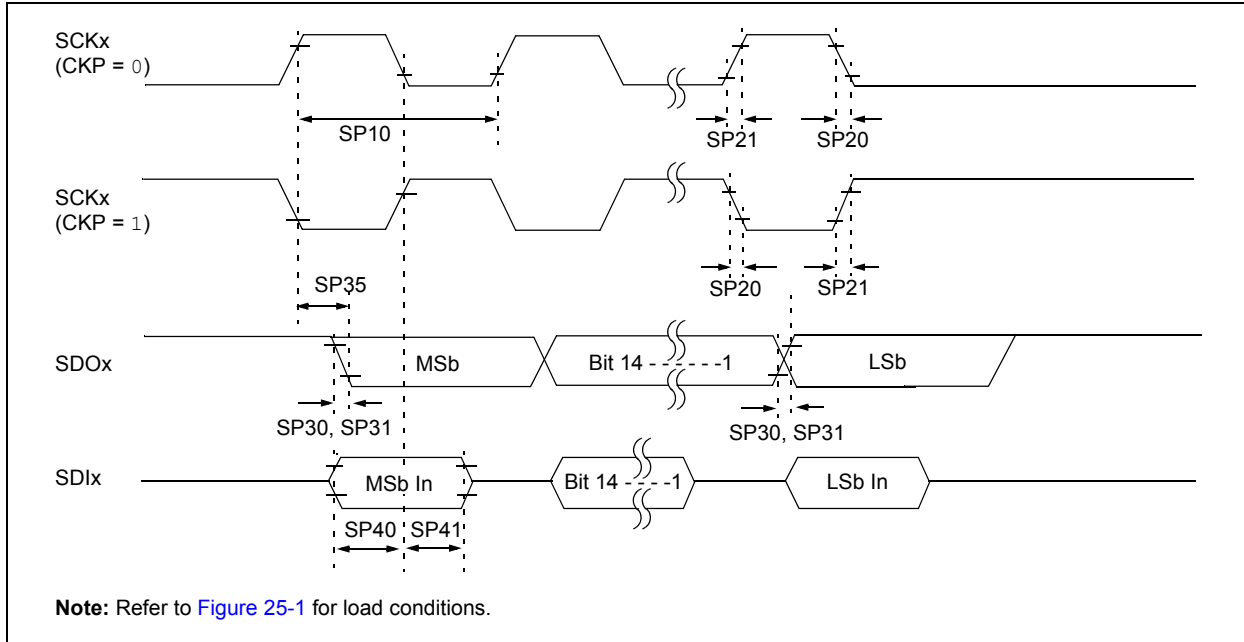 SCKx
(CKP = 0)
SP10
SP21
SP20
SCKx
(CKP = 1)
SP35
SP20
SP21
SDOx
MSb
Bit 14 - - - - - - -1
LSb
SP30, SP31
SP30, SP31
SDIx
MSb In
Bit 14 - - - - -1
LSb In
SP40
SP41
Note: Refer to Figure 25-1 for load conditions.